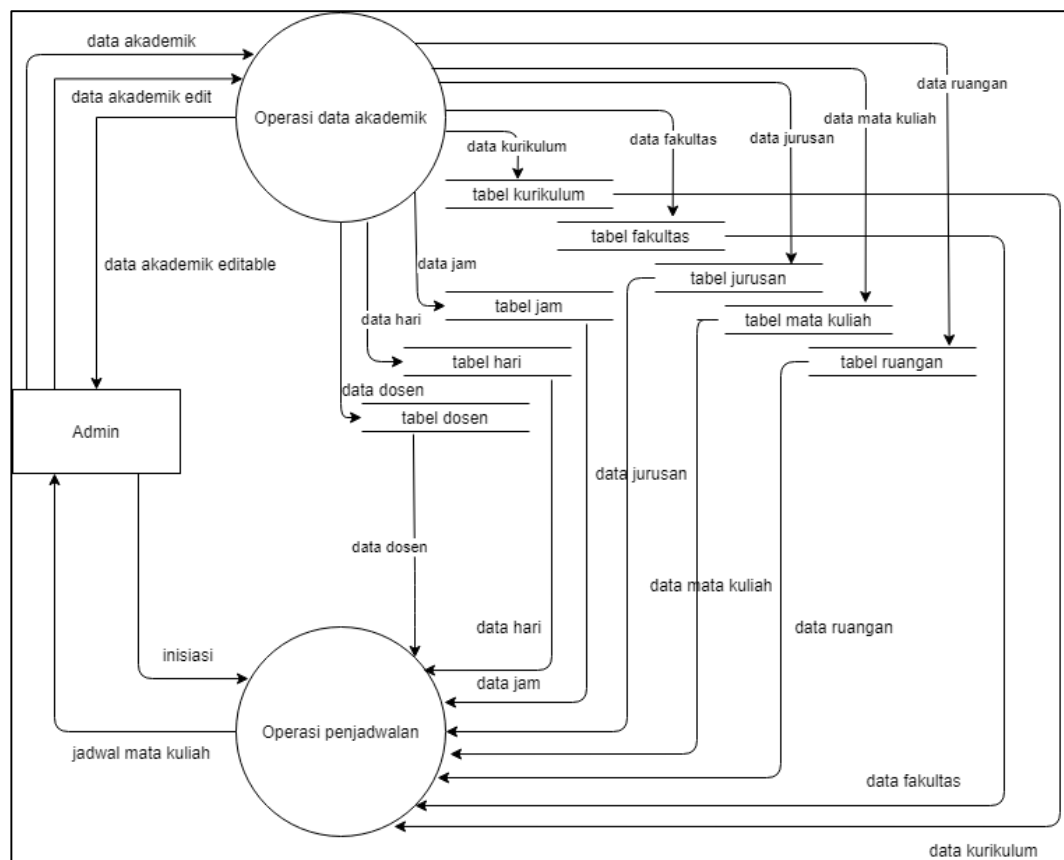 data akademik
data akademik edit
Operasi data akademik
data ruangan
data mata kuliah
data jurusan
data fakultas
data kurikulum
tabel kurikulum
tabel fakultas
data akademik editable
data jam
tabel jurusan
tabel jam
data hari
tabel mata kuliah
tabel hari
tabel ruangan
data dosen
tabel dosen
Admin
data jurusan
data dosen
data mata kuliah
data hari
data ruangan
inisiasi
data jam
Operasi penjadwalan
jadwal mata kuliah
data fakultas
data kurikulum